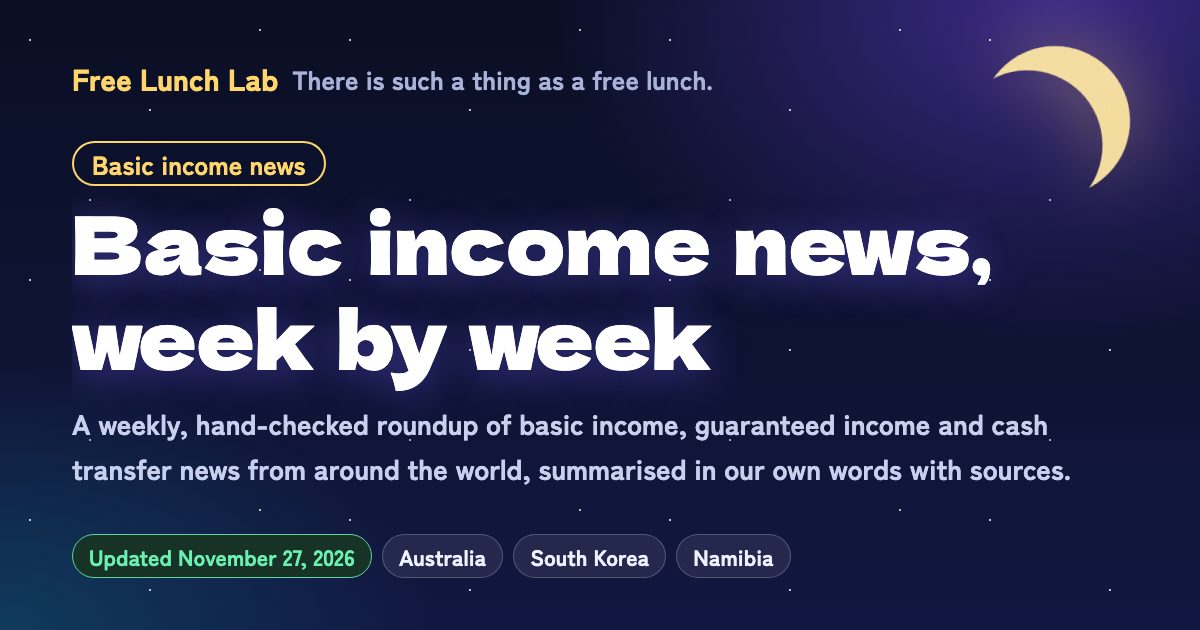 Free Lunch Lab There is such a thing as a free lunch.
Basic income news
Basic income news,
week by week
A weekly, hand-checked roundup of basic income, guaranteed income and cash
transfer news from around the world, summarised in our own words with sources.
Updated November 27, 2026 Australia South Korea Namibia